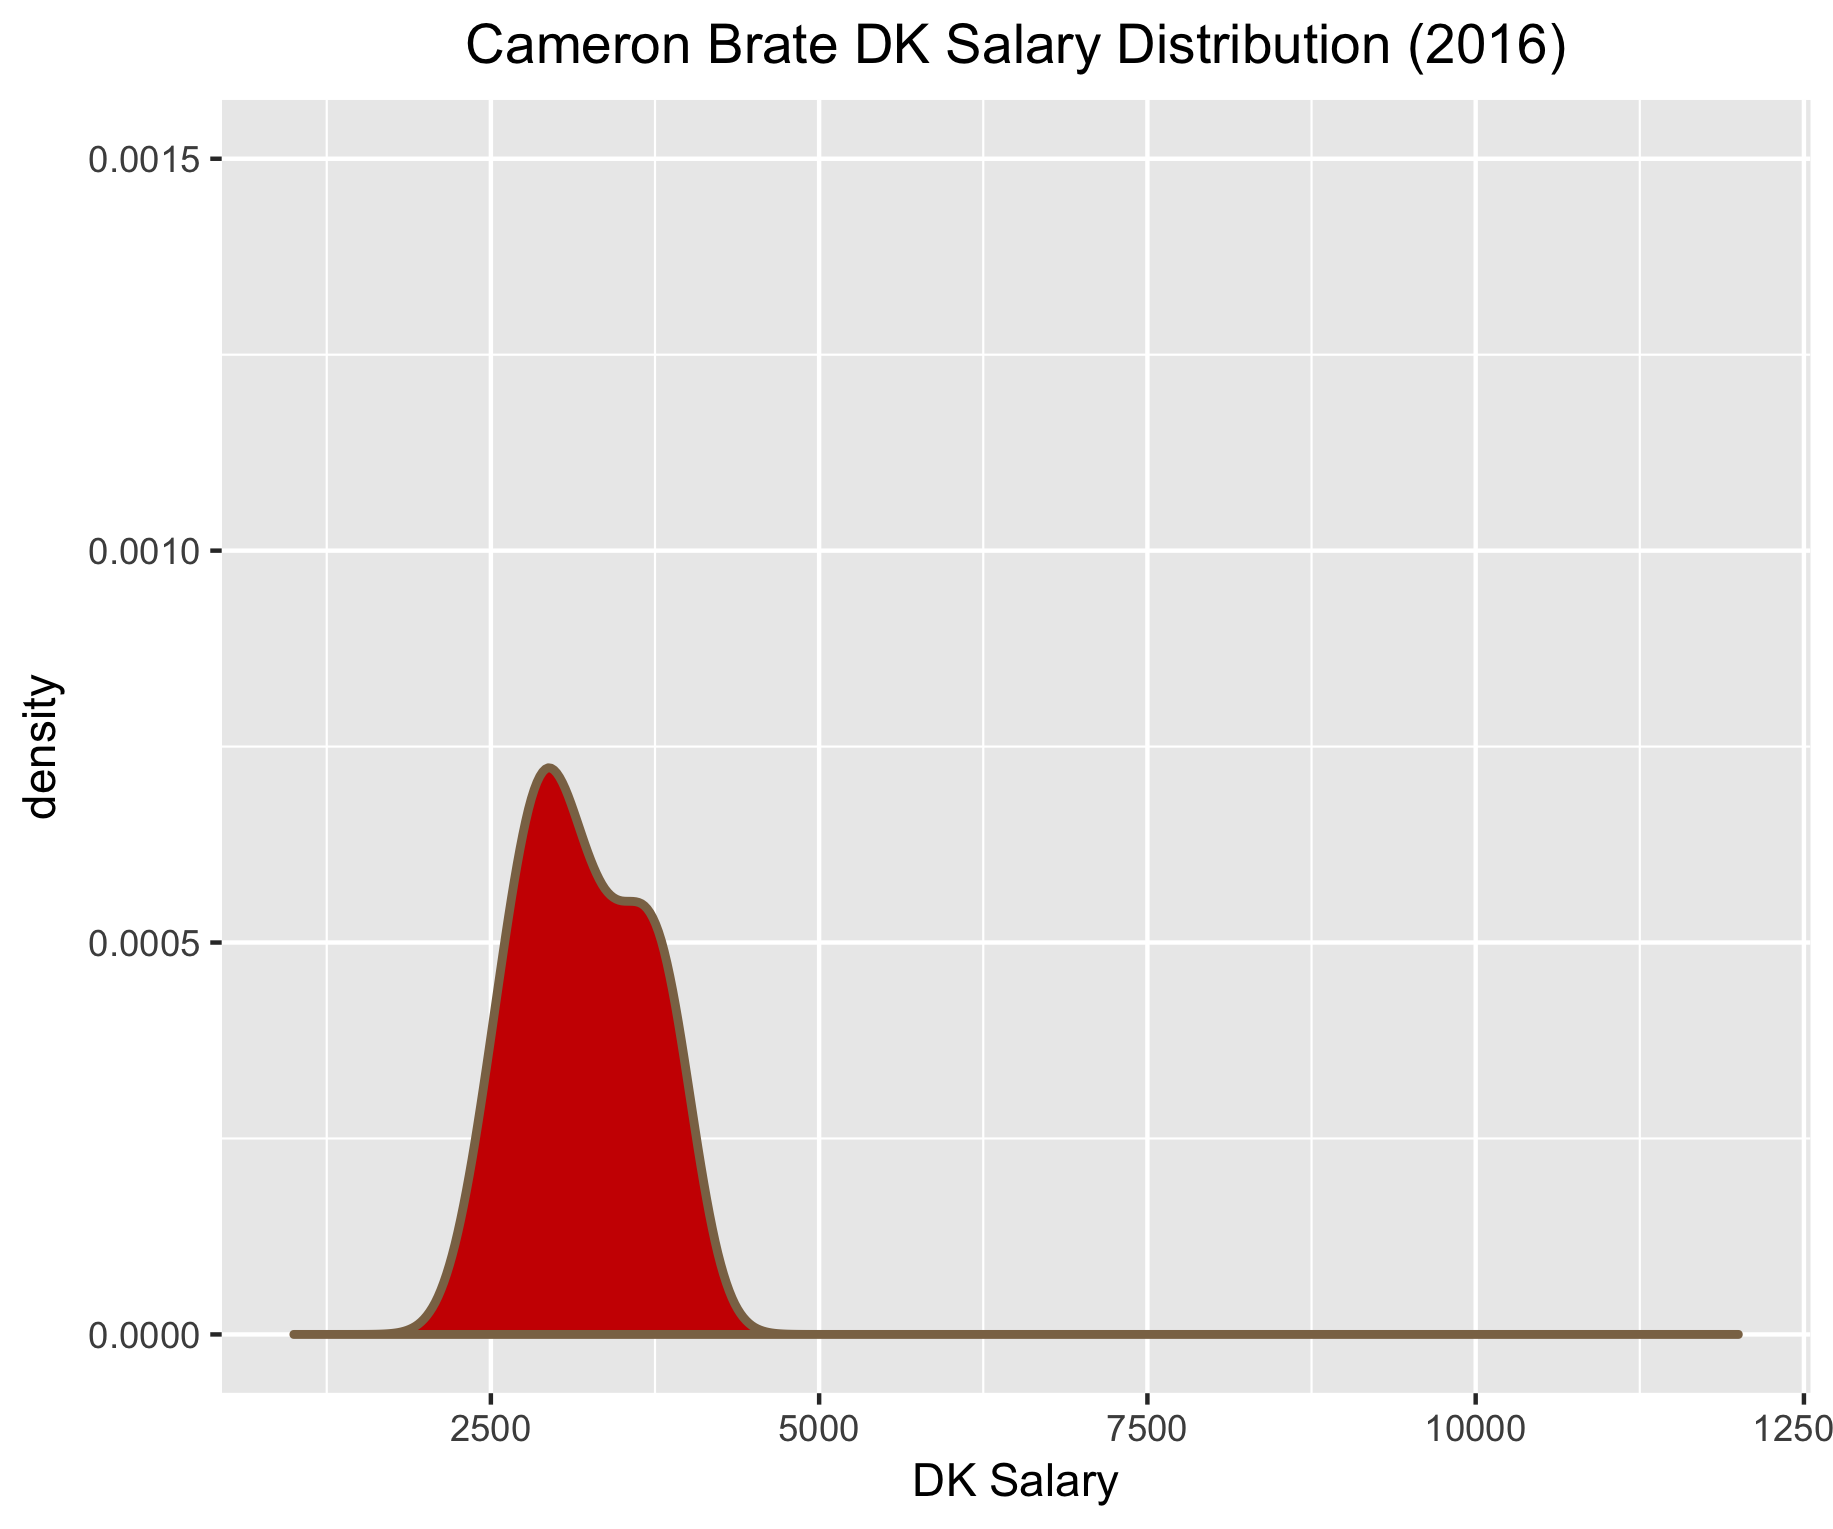 Cameron Brate DK Salary Distribution (2016)
0.0015
0.0010
density
0.0005
0.0000
2500 5000 7500 10000 1250
DK Salary